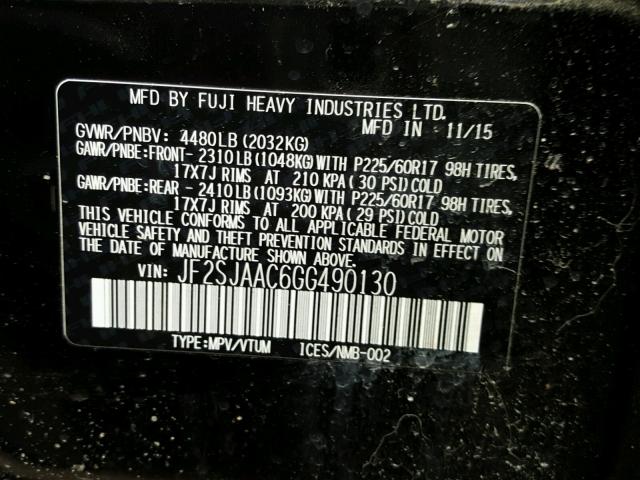 MFD BY FUJI HEAVY INDUSTRIES LTD.
MFD IN 11/15
GVWR/PNBV: 4480LB (2032KG)
GAWR/PNBE:FRONT- 2310LB (1048KG) WITH P225/60R17 98H TIRES,
17X7J RIMS AT 210 KPA ( 30 PSI) COLD
GAWR/PNBE:REAR - 2410LB (1093KG) WITH P225/60R17 98H TIRES,
17X7J RIMS AT 200 KPA ( 29 PSI) COLD
THIS VEHICLE CONFORMS TO ALL APPLICABLE FEDERAL MOTOR
VEHICLE SAFETY AND THEFT PREVENTION STANDARDS IN EFFECT ON
THE DATE OF MANUFACTURE SHOWN ABOVE.
VIN: JF2SJAAC6GG490130
TYPE:MPV/VTUM ICES/NMB-002